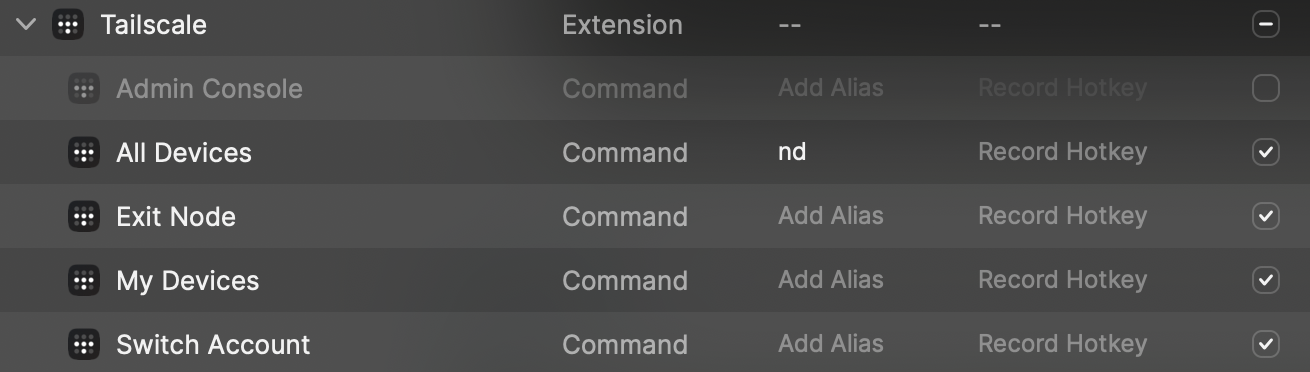 Tailscale Extension -- --
Admin Console Command Add Alias Record Hotkey
All Devices Command nd Record Hotkey
Exit Node Command Add Alias Record Hotkey
My Devices Command Add Alias Record Hotkey
Switch Account Command Add Alias Record Hotkey